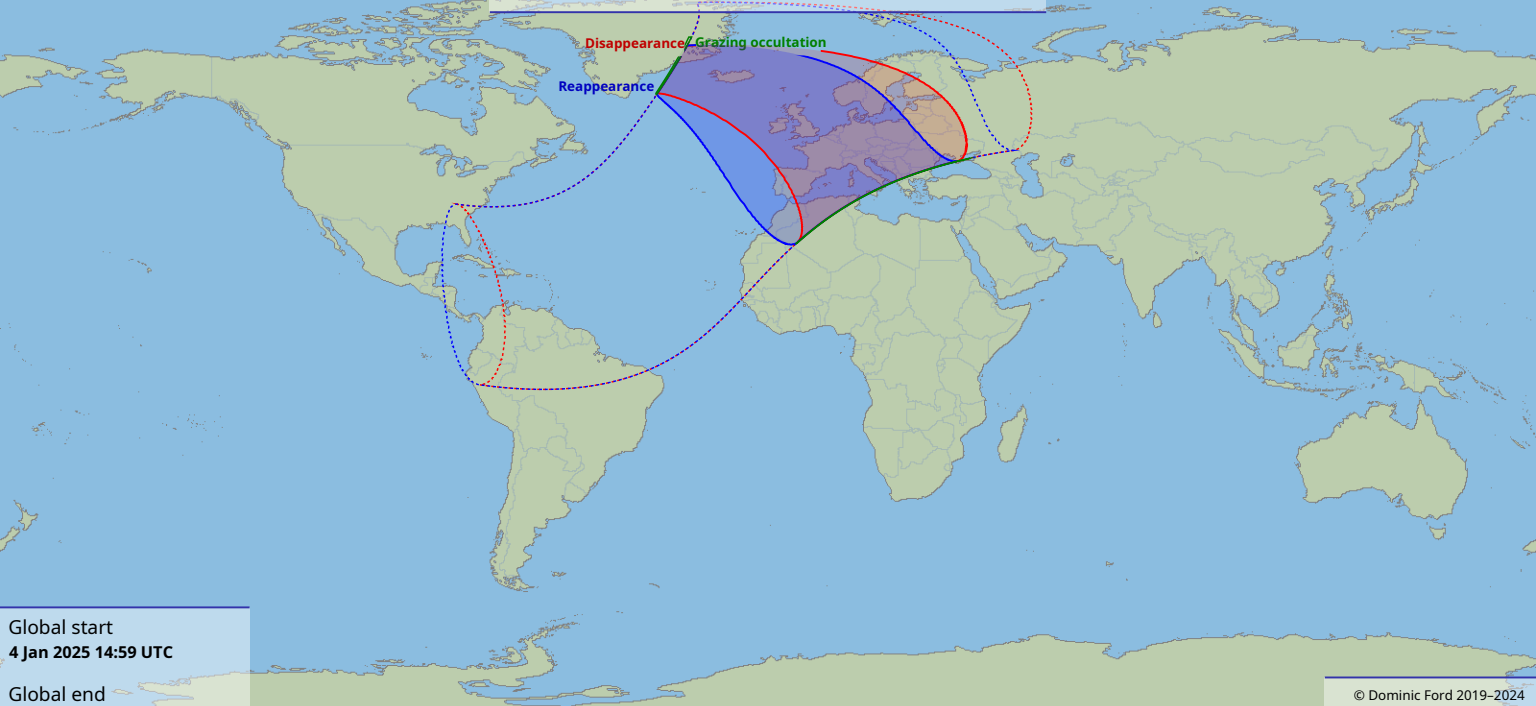 Disappearance
Grazing occultation
Reappearance
Global start
4 Jan 2025 14:59 UTC
Global end
© Dominic Ford 2019–2024